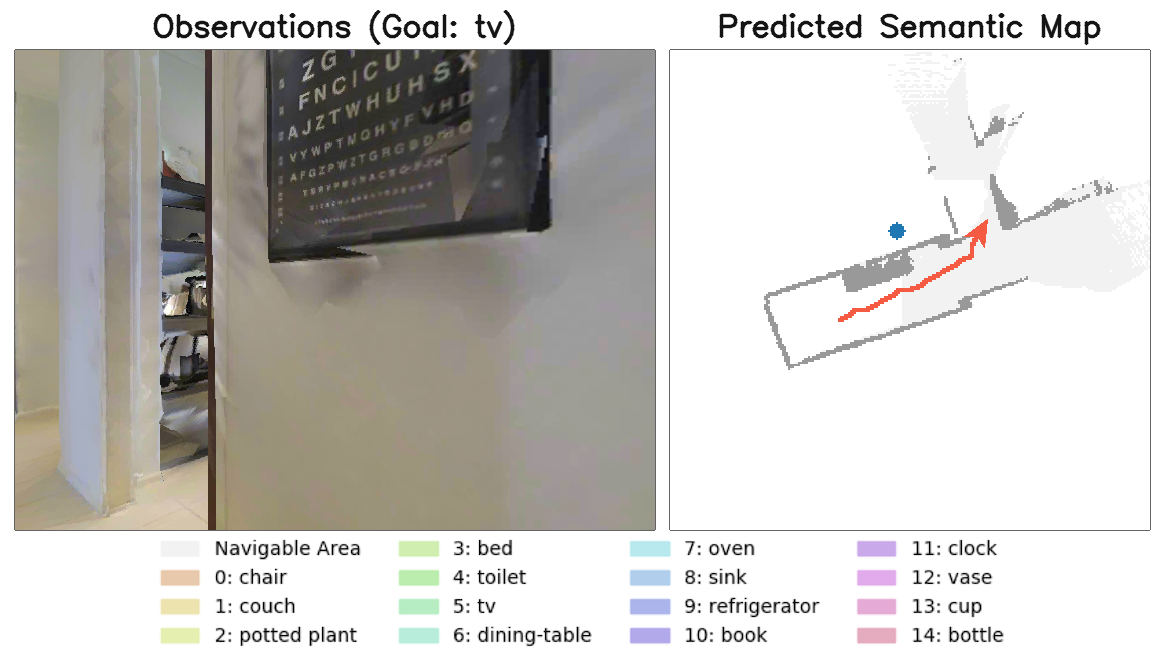 Observations (Goal: tv)
Predicted Semantic Map
FNCICUT
AJZTWHUH
Navigable Area
0: chair
1: couch
2: potted plant
3: bed
4: toilet
5: tv
6: dining-table
7: oven
8: sink
9: refrigerator
10: book
11: clock
12: vase
13: cup
14: bottle